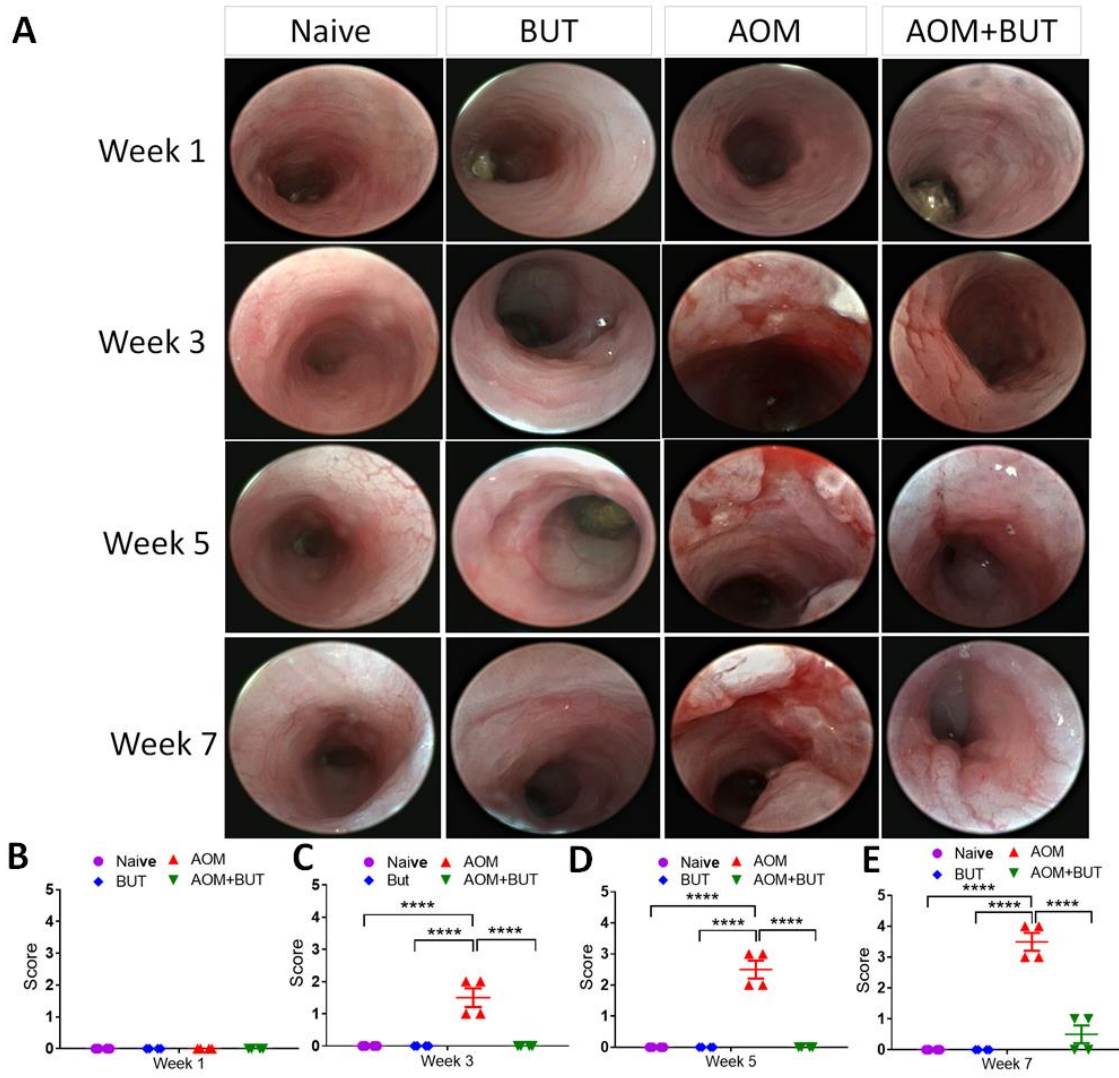 A
Naive BUT AOM AOM+BUT
Week 1
Week 3
Week 5
Week 7
B
Naive AOM
BUT AOM+BUT
5
4
3
2
1
0
Score
Week 1
C
Naive AOM
But AOM+BUT
5
4
3
2
1
0
Score
****
**** ****
Week 3
D
Naive AOM
BUT AOM+BUT
5
4
3
2
1
0
Score
****
**** ****
Week 5
E
Naive AOM
BUT AOM+BUT
5
4
3
2
1
0
Score
****
**** ****
Week 7